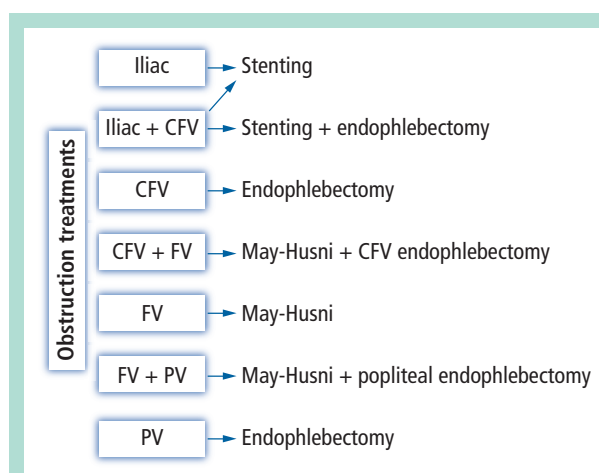 Obstruction treatments
Iliac Stenting
Iliac + CFV Stenting + endophlebectomy
CFV Endophlebectomy
CFV + FV May-Husni + CFV endophlebectomy
FV May-Husni
FV + PV May-Husni + popliteal endophlebectomy
PV Endophlebectomy